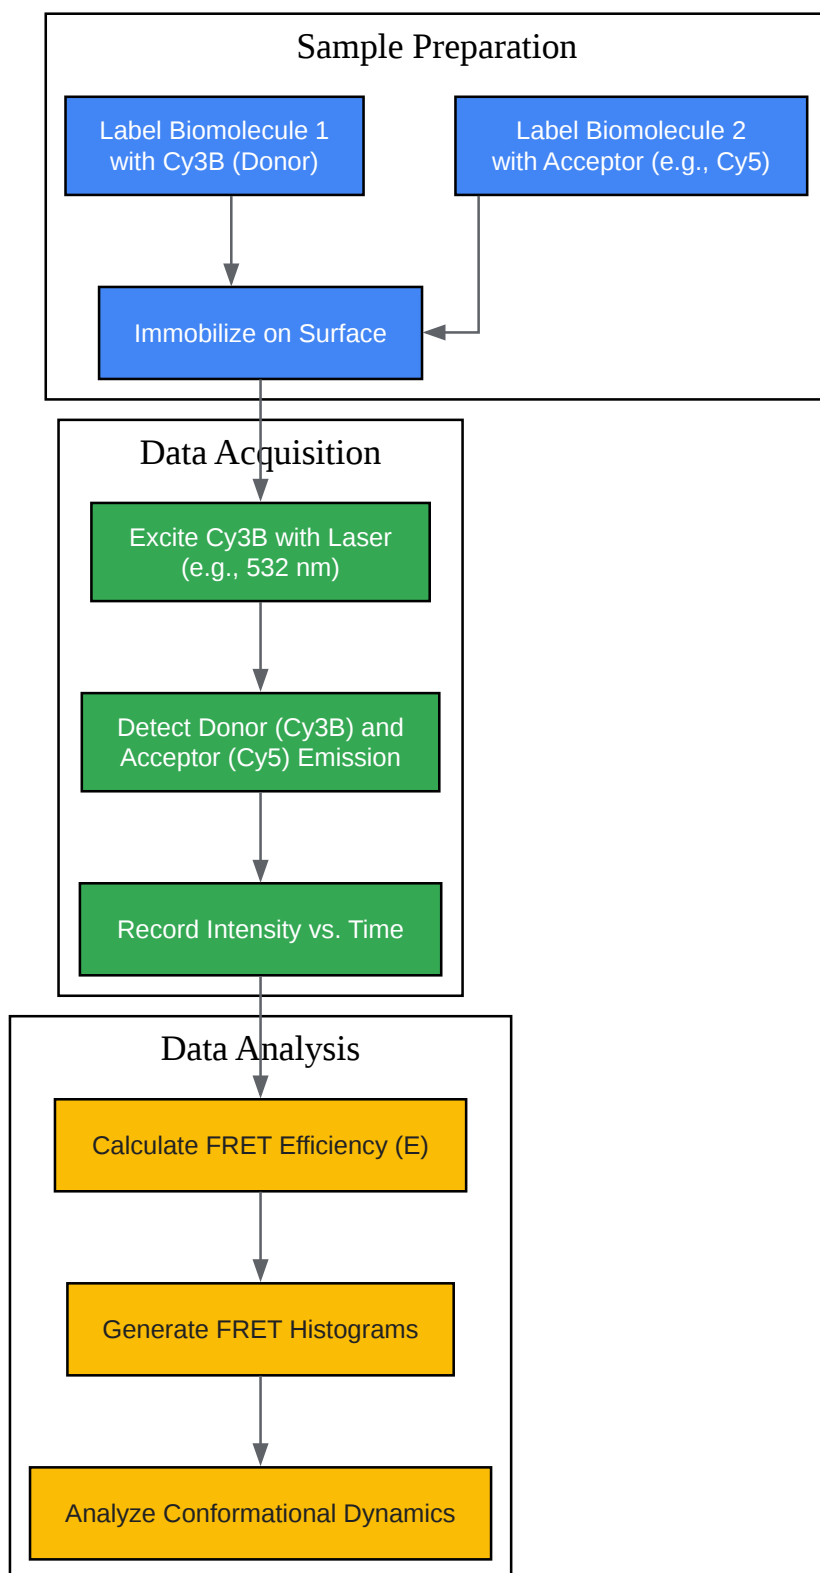 Sample Preparation
Label Biomolecule 1
with Cy3B (Donor)
Label Biomolecule 2
with Acceptor (e.g., Cy5)
Immobilize on Surface
Data Acquisition
Excite Cy3B with Laser
(e.g., 532 nm)
Detect Donor (Cy3B) and
Acceptor (Cy5) Emission
Record Intensity vs. Time
Data Analysis
Calculate FRET Efficiency (E)
Generate FRET Histograms
Analyze Conformational Dynamics